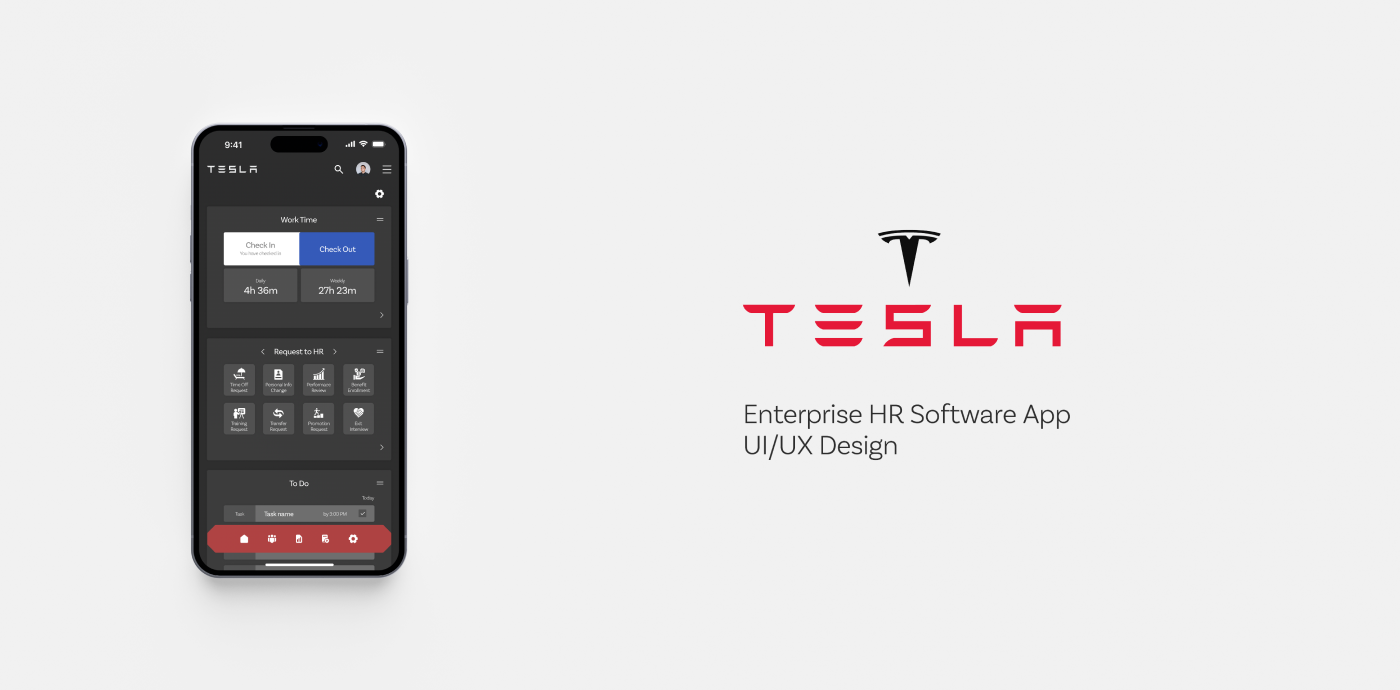 9:41
TESLA
Work Time
Check In
You have checked in
Check Out
Daily
4h 36m
Weekly
27h 23m
Request to HR
Time Off
Request
Personal Info
Change
Performace
Review
Benefit
Enrollment
Training
Request
Transfer
Request
Promotion
Request
Exit
Interview
To Do
Today
Task
Task name
by 3:00 PM
TESLA
Enterprise HR Software App
UI/UX Design